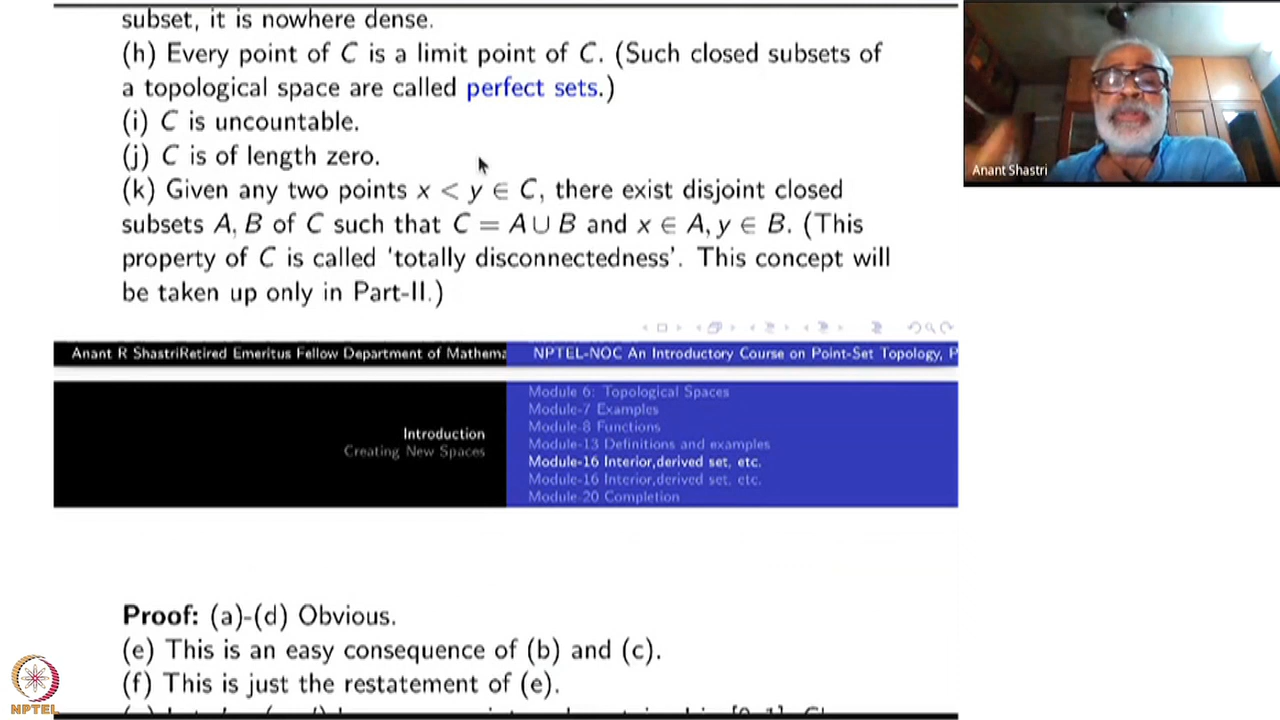 subset, it is nowhere dense.
(h) Every point of C is a limit point of C. (Such closed subsets of
a topological space are called perfect sets.)
(i) C is uncountable.
(j) C is of length zero.
(k) Given any two points x < y ∈ C, there exist disjoint closed
subsets A, B of C such that C = A ∪ B and x ∈ A, y ∈ B. (This
property of C is called 'totally disconnectedness'. This concept will
be taken up only in Part-II.)
Anant Shastri
Anant R ShastriRetired Emeritus Fellow Department of Mathema
NPTEL-NOC An Introductory Course on Point-Set Topology, P
Introduction
Creating New Spaces
Module 6: Topological Spaces
Module-7 Examples
Module-8 Functions
Module-13 Definitions and examples
Module-16 Interior,derived set, etc.
Module-16 Interior,derived set, etc.
Module-20 Completion
Proof: (a)-(d) Obvious.
(e) This is an easy consequence of (b) and (c).
(f) This is just the restatement of (e).
NPTEL